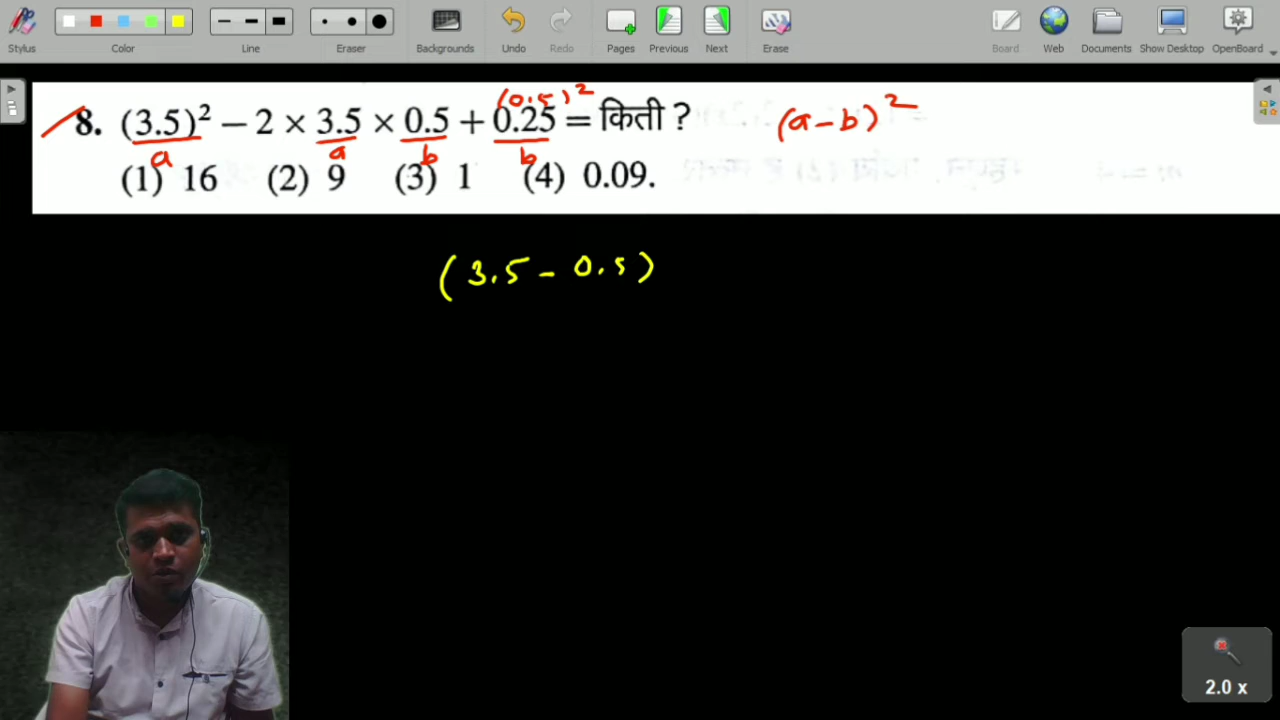 Stylus Color Line Eraser Backgrounds Undo Redo Pages Previous Next Erase Board Web Documents Show Desktop OpenBoard
(0.5)²
8. (3.5)² − 2 × 3.5 × 0.5 + 0.25 = किती ? (a-b)²
a a b b
(1) 16 (2) 9 (3) 1 (4) 0.09.
(3.5 - 0.5)
2.0 x